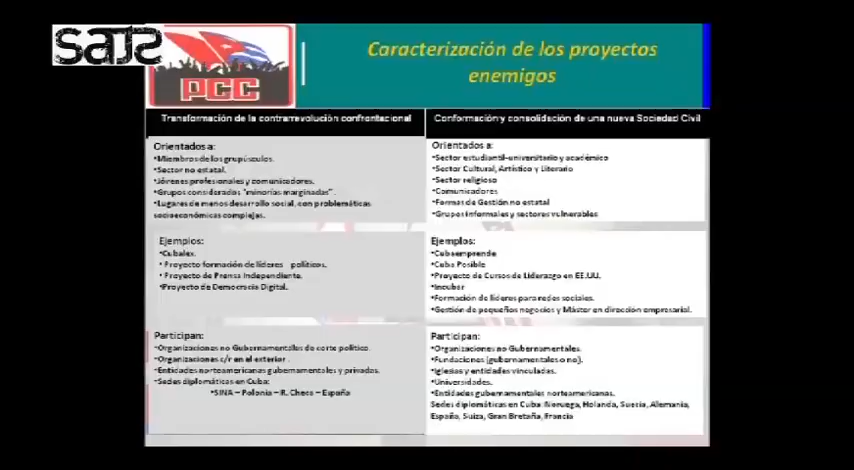 SATS
PCC
Caracterización de los proyectos
enemigos
Transformación de la contrarrevolución confrontacional
Orientados a:
•Miembros de los grupúsculos.
•Sector no estatal.
•Jóvenes profesionales y comunicadores.
•Grupos considerados "minorías marginadas".
•Lugares de menos desarrollo social, con problemáticas
socioeconómicas complejas.
Ejemplos:
•Cubalex.
• Proyecto formación de líderes políticos.
• Proyecto de Prensa Independiente.
•Proyecto de Democracia Digital.
Participan:
•Organizaciones no Gubernamentales de corte político.
•Organizaciones c/r en el exterior.
•Entidades norteamericanas gubernamentales y privadas.
•Sedes diplomáticas en Cuba:
•SINA – Polonia – R. Checa – España
Conformación y consolidación de una nueva Sociedad Civil
Orientados a:
•Sector estudiantil-universitario y académico
•Sector Cultural, Artístico y Literario
•Sector religioso
•Comunicadores
•Formas de Gestión no estatal
•Grupos informales y sectores vulnerables
Ejemplos:
•Cubaemprende
•Cuba Posible
•Proyecto de Cursos de Liderazgo en EE.UU.
•Incubar
•Formación de líderes para redes sociales.
•Gestión de pequeños negocios y Máster en dirección empresarial.
Participan:
•Organizaciones no Gubernamentales.
•Fundaciones (gubernamentales o no).
•Iglesias y entidades vinculadas.
•Universidades.
•Entidades gubernamentales norteamericanas.
Sedes diplomáticas en Cuba: Noruega, Holanda, Suecia, Alemania,
España, Suiza, Gran Bretaña, Francia